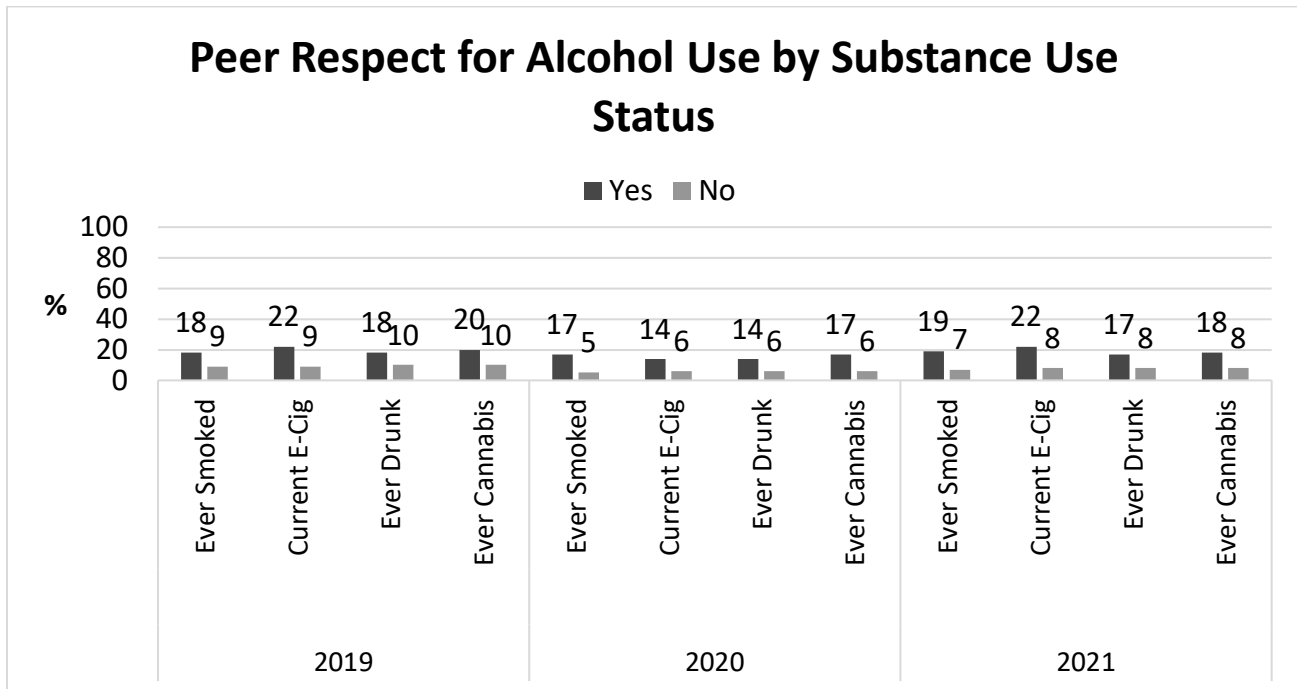 Peer Respect for Alcohol Use by Substance Use
Status
Yes No
100
80
60
40
20
0
%
18 9 22 9 18 10 20 10 17 5 14 6 14 6 17 6 19 7 22 8 17 8 18 8
Ever Smoked
Current E-Cig
Ever Drunk
Ever Cannabis
Ever Smoked
Current E-Cig
Ever Drunk
Ever Cannabis
Ever Smoked
Current E-Cig
Ever Drunk
Ever Cannabis
2019 2020 2021